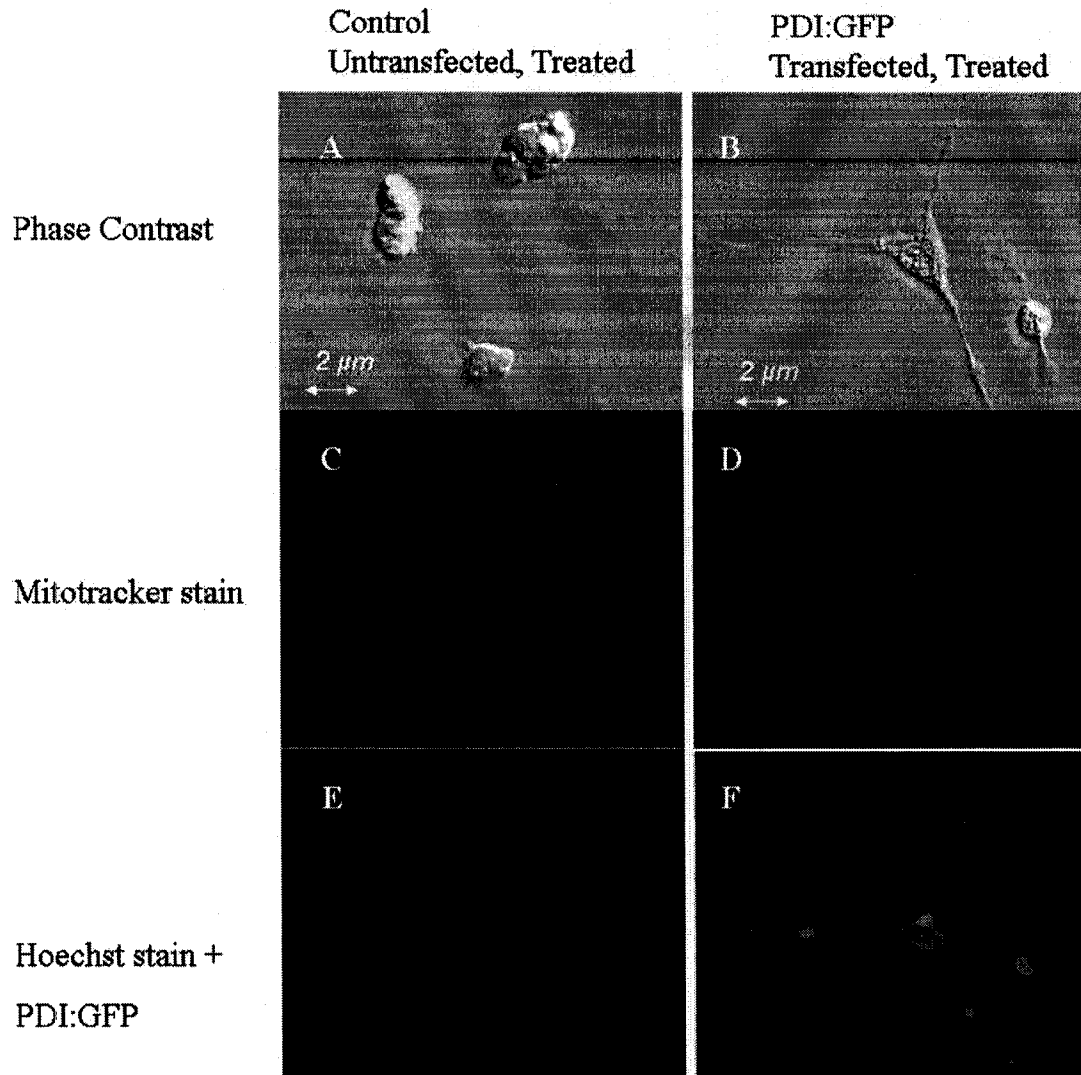 Control
Untransfected, Treated
PDI:GFP
Transfected, Treated
Phase Contrast
A
2 µm
B
2 µm
Mitotracker stain
C
D
Hoechst stain +
PDI:GFP
E
F